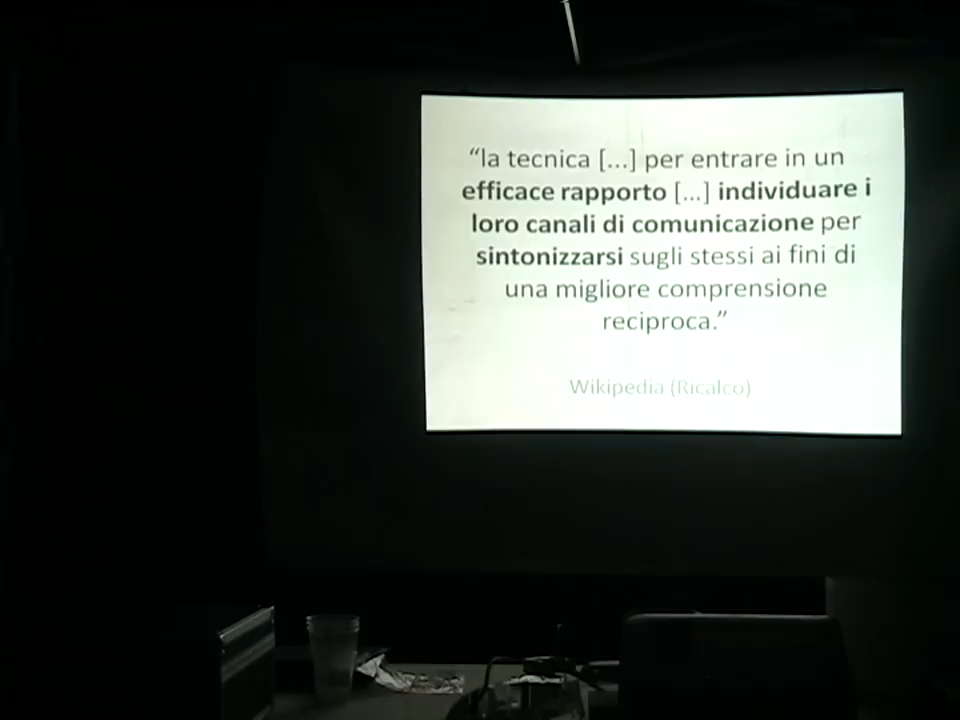 “la tecnica [...] per entrare in un
efficace rapporto [...] individuare i
loro canali di comunicazione per
sintonizzarsi sugli stessi ai fini di
una migliore comprensione
reciproca.”
Wikipedia (Ricalco)